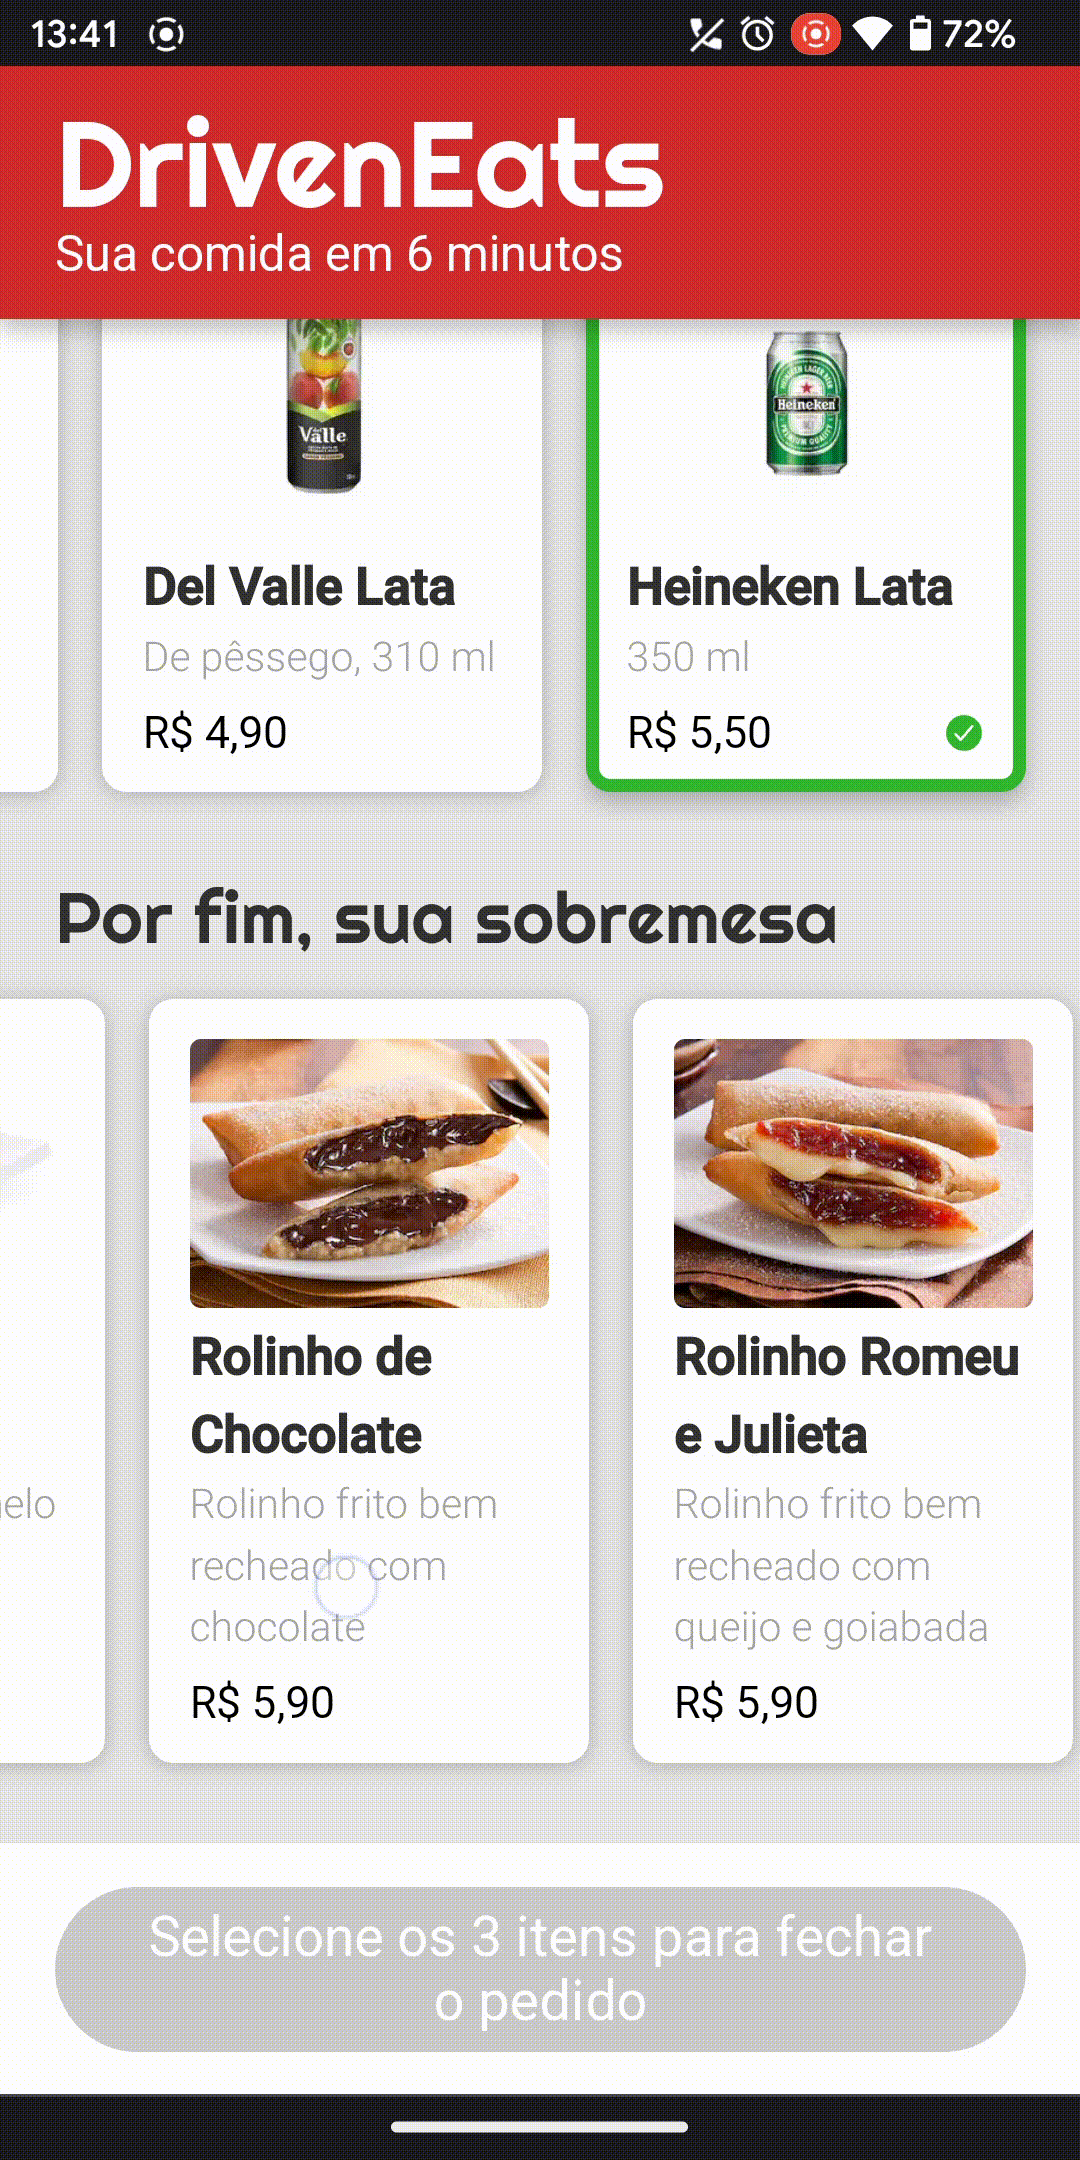 13:41
72%
DrivenEats
Sua comida em 6 minutos
Valle
Heineken
Del Valle Lata
De pêssego, 310 ml
R$ 4,90
Heineken Lata
350 ml
R$ 5,50
Por fim, sua sobremesa
elo
Rolinho de
Chocolate
Rolinho frito bem
recheado com
chocolate
R$ 5,90
Rolinho Romeu
e Julieta
Rolinho frito bem
recheado com
queijo e goiabada
R$ 5,90
Selecione os 3 itens para fechar
o pedido